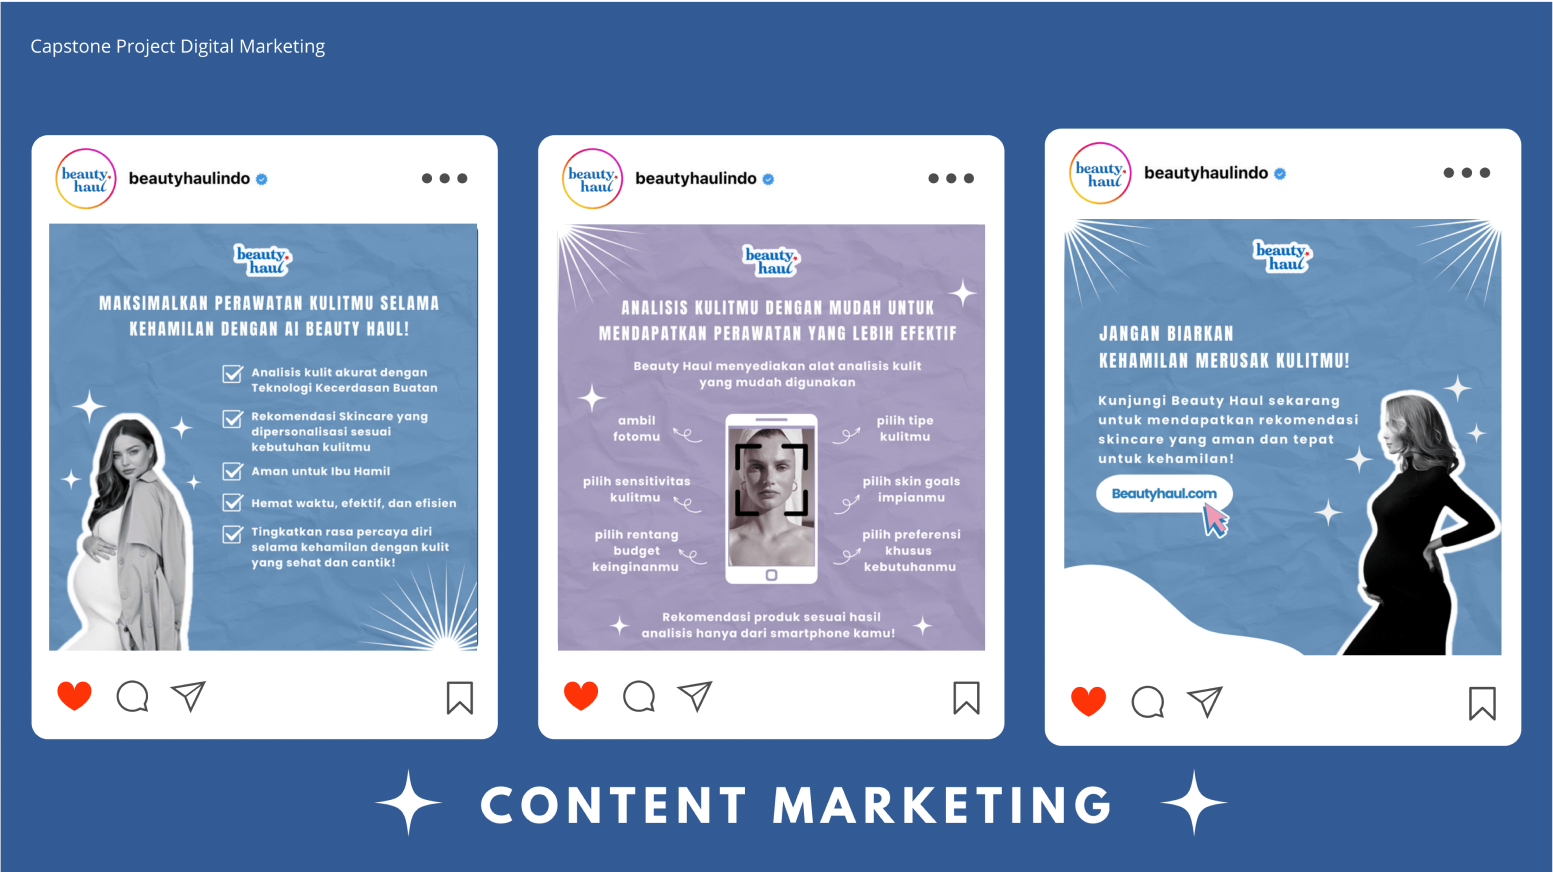 Capstone Project Digital Marketing
beauty.
haul
beautyhaulindo
beauty.
haul
MAKSIMALKAN PERAWATAN KULITMU SELAMA
KEHAMILAN DENGAN AI BEAUTY HAUL!
Analisis kulit akurat dengan
Teknologi Kecerdasan Buatan
Rekomendasi Skincare yang
dipersonalisasi sesuai
kebutuhan kulitmu
Aman untuk Ibu Hamil
Hemat waktu, efektif, dan efisien
Tingkatkan rasa percaya diri
selama kehamilan dengan kulit
yang sehat dan cantik!
beauty.
haul
beautyhaulindo
beauty.
haul
ANALISIS KULITMU DENGAN MUDAH UNTUK
MENDAPATKAN PERAWATAN YANG LEBIH EFEKTIF
Beauty Haul menyediakan alat analisis kulit
yang mudah digunakan
ambil
fotomu
pilih sensitivitas
kulitmu
pilih rentang
budget
keinginanmu
pilih tipe
kulitmu
pilih skin goals
impianmu
pilih preferensi
khusus
kebutuhanmu
Rekomendasi produk sesuai hasil
analisis hanya dari smartphone kamu!
beauty.
haul
beautyhaulindo
beauty.
haul
JANGAN BIARKAN
KEHAMILAN MERUSAK KULITMU!
Kunjungi Beauty Haul sekarang
untuk mendapatkan rekomendasi
skincare yang aman dan tepat
untuk kehamilan!
Beautyhaul.com
CONTENT MARKETING